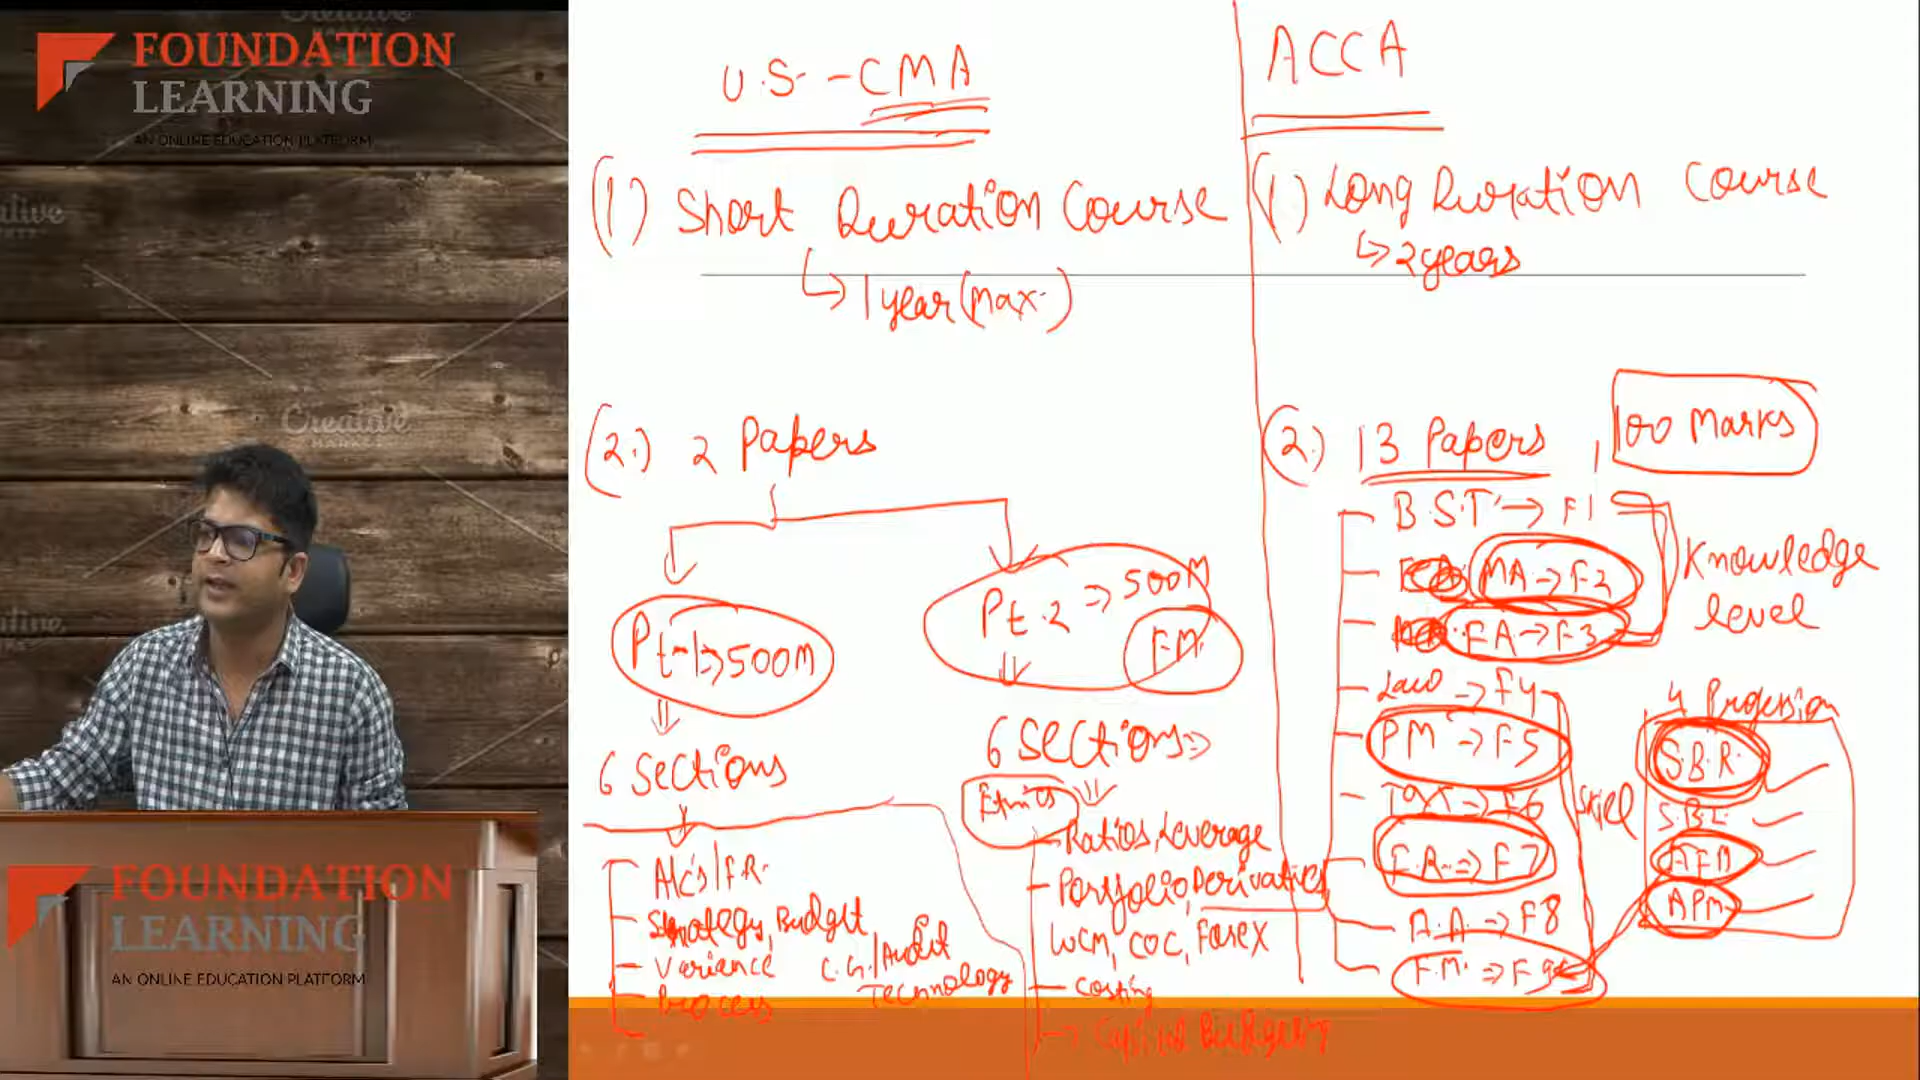 FOUNDATION
LEARNING
AN ONLINE EDUCATION PLATFORM
Creative
MARKET
FOUNDATION
LEARNING
AN ONLINE EDUCATION PLATFORM
U.S.-CMA
(1) Short Duration Course
1 year (max.)
(2.) 2 Papers
Pt-1 => 500M
6 Sections
A/c's/F.R.
Strategy, Budget
Variance C.G./Audit
Technology
Process
Pt. 2 => 500M
F.M.
6 Sections =>
Ethics
Ratios, Leverage
Portfolio, Derivatives
WCM, COC, Forex
Costing
Capital Budgeting
ACCA
(1.) Long Duration Course
2 years
(2.) 13 Papers, 100 Marks
B.S.T → F1
MA → F2
FA → F3
Knowledge
level
Law → F4
PM → F5
Tax → F6
F.R. => F7
A.A. → F8
F.M. => F9
Skill
4 Profession
S.B.R.
S.B.L
AFM
APM